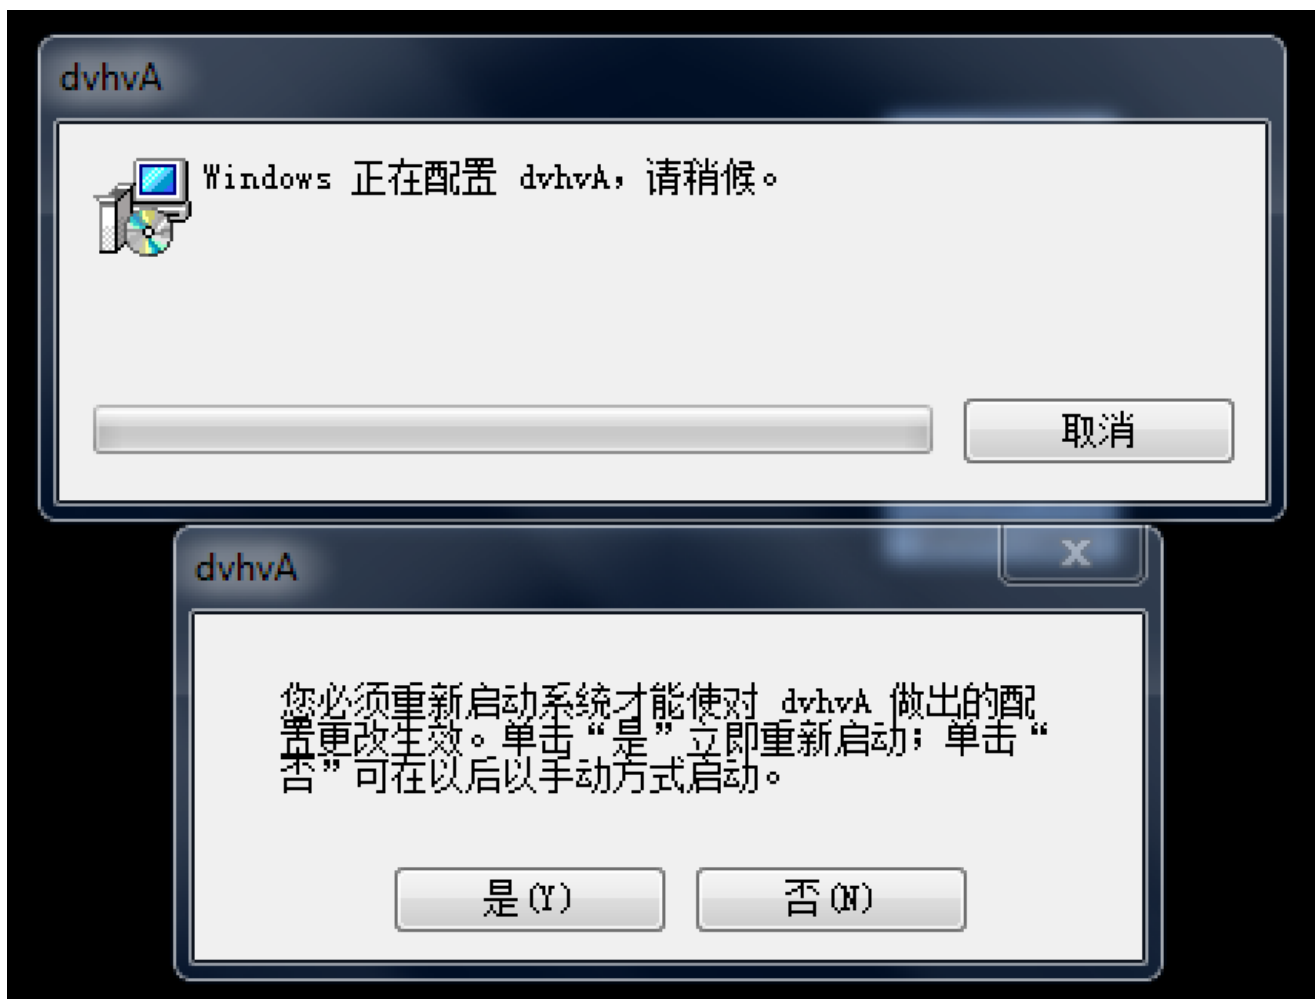 dvhvA
Windows 正在配置 dvhvA，请稍候。
取消
dvhvA
您必须重新启动系统才能使对 dvhvA 做出的配
置更改生效。单击“是”立即重新启动；单击“
否”可在以后以手动方式启动。
是(Y)
否(N)